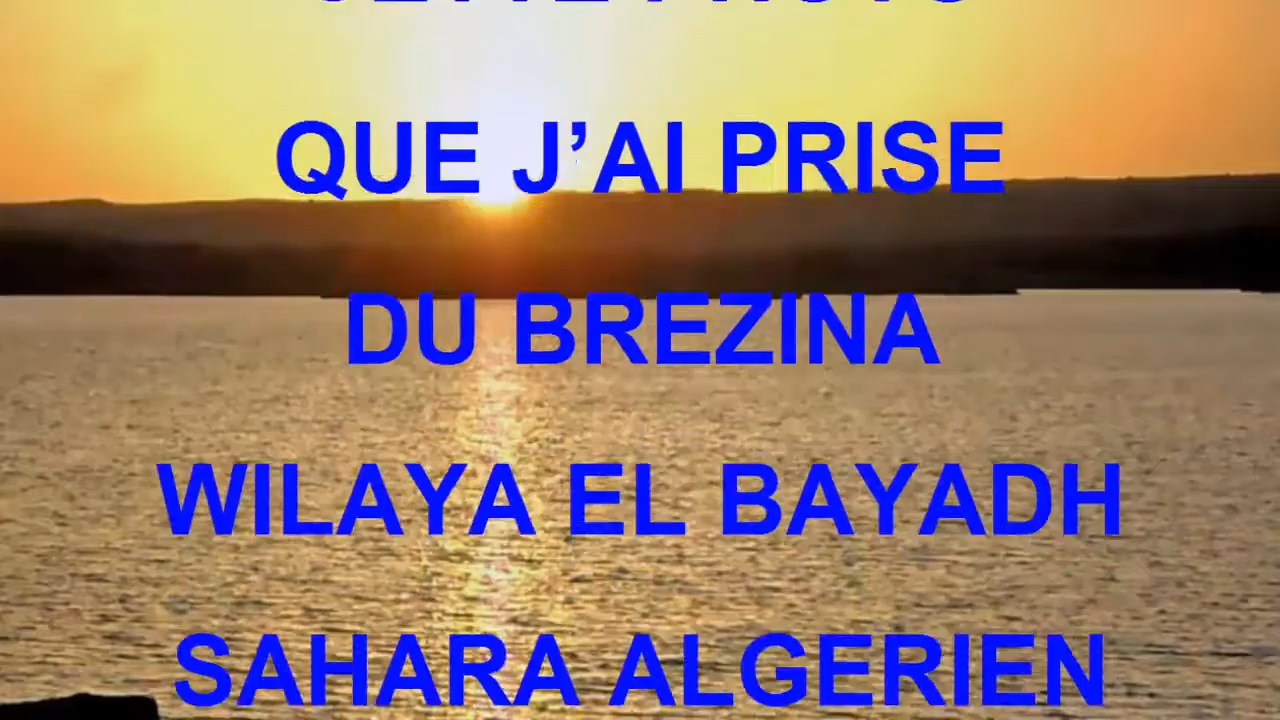 QUE J’AI PRISE
DU BREZINA
WILAYA EL BAYADH
SAHARA ALGERIEN